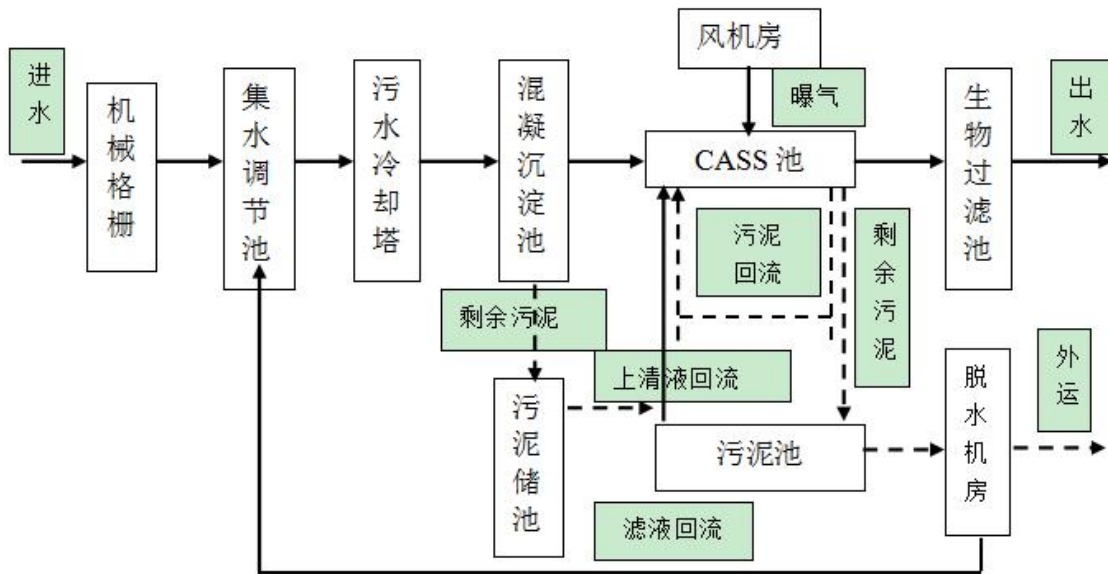 风机房
进水
曝气
出水
机械格栅
集水调节池
污水冷却塔
混凝沉淀池
CASS 池
生物过滤池
污泥
回流
剩余污泥
剩余污泥
上清液回流
外运
污泥储池
污泥池
脱水机房
滤液回流